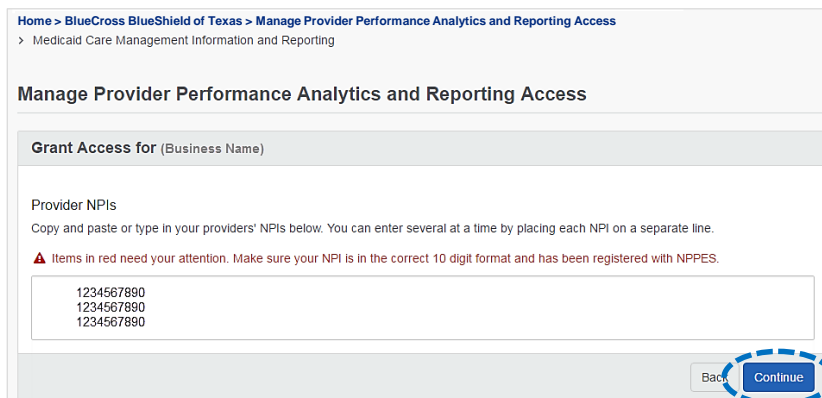 Home > BlueCross BlueShield of Texas > Manage Provider Performance Analytics and Reporting Access
> Medicaid Care Management Information and Reporting
Manage Provider Performance Analytics and Reporting Access
Grant Access for (Business Name)
Provider NPIs
Copy and paste or type in your providers' NPIs below. You can enter several at a time by placing each NPI on a separate line.
Items in red need your attention. Make sure your NPI is in the correct 10 digit format and has been registered with NPPES.
1234567890
1234567890
1234567890
Back Continue